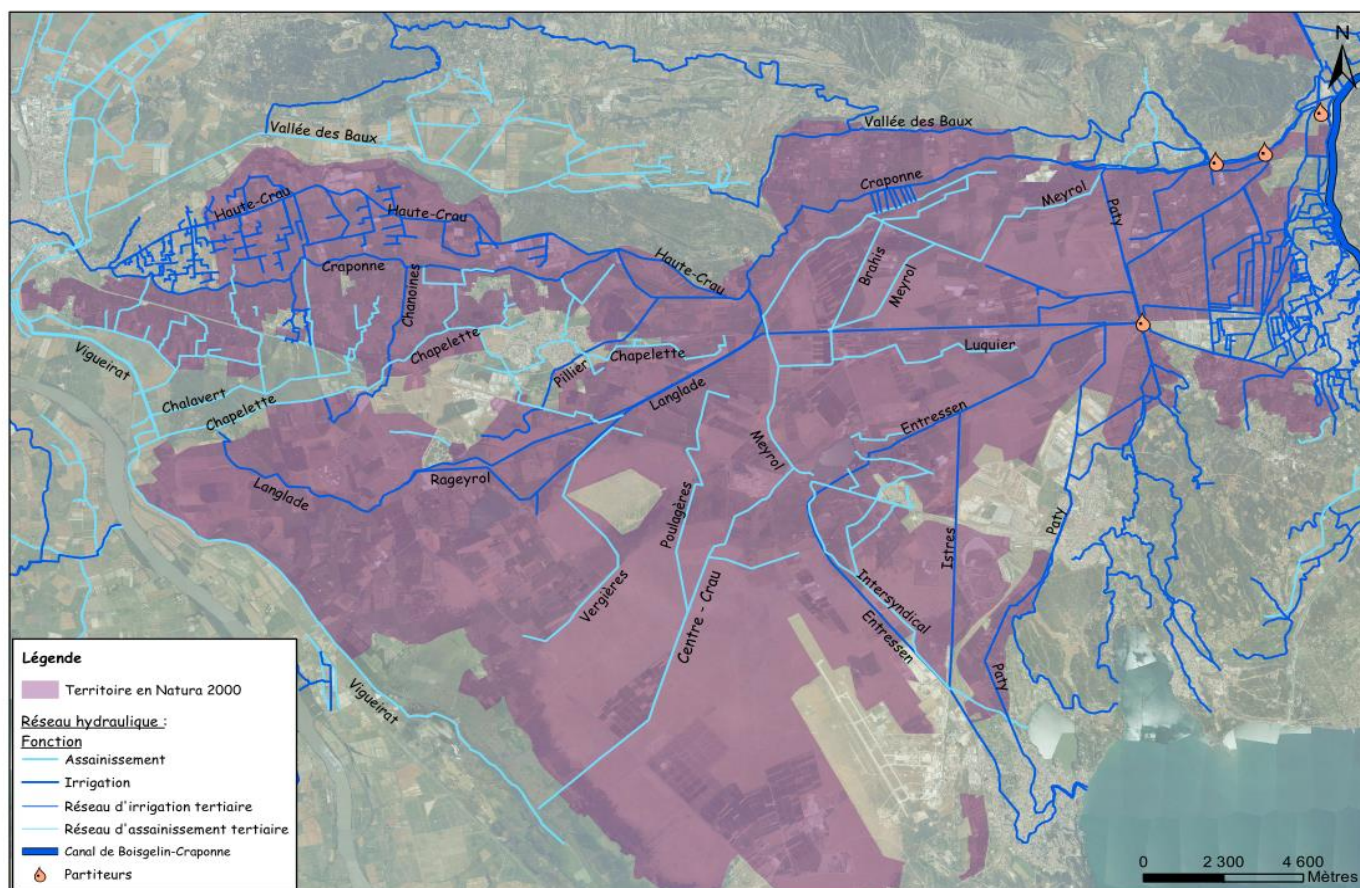 N
Vallée des Baux
Vallée des Baux
Craponne
Meyrol
Paty
Haute-Crau
Haute-Crau
Brahis
Meyrol
Haute-Crau
Craponne
Chanoines
Chapelette
Vigueirat
Pillier
Chapelette
Luquier
Langlade
Chalavert
Chapelette
Entressen
Meyrol
Rageyrol
Langlade
Poulagères
Istres
Paty
Vergières
Centre - Crau
Intersyndical
Entressen
Paty
Vigueirat
Légende
Territoire en Natura 2000
Réseau hydraulique :
Fonction
Assainissement
Irrigation
Réseau d'irrigation tertiaire
Réseau d'assainissement tertiaire
Canal de Boisgelin-Craponne
Partiteurs
0 2 300 4 600
Mètres